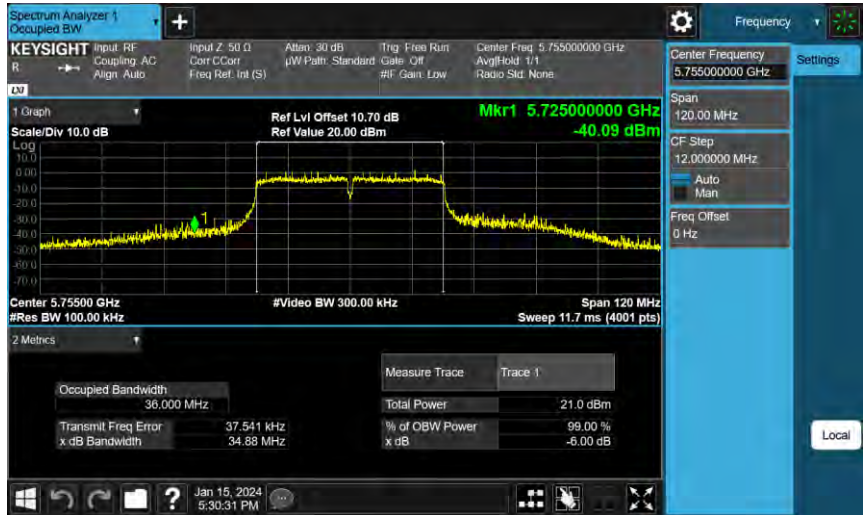 Spectrum Analyzer 1
Occupied BW
+
Frequency
KEYSIGHT
R
LXI
Input: RF
Coupling: AC
Align: Auto
Input Z: 50 Ω
Corr CCorr
Freq Ref: Int (S)
Atten: 30 dB
µW Path: Standard
Trig: Free Run
Gate: Off
#IF Gain: Low
Center Freq: 5.755000000 GHz
Avg|Hold: 1/1
Radio Std: None
1 Graph
Scale/Div 10.0 dB
Ref Lvl Offset 10.70 dB
Ref Value 20.00 dBm
Mkr1 5.725000000 GHz
-40.09 dBm
Log
10.0
0.00
-10.0
-20.0
-30.0
-40.0
-50.0
-60.0
-70.0
1
Center 5.75500 GHz
#Res BW 100.00 kHz
#Video BW 300.00 kHz
Span 120 MHz
Sweep 11.7 ms (4001 pts)
2 Metrics
Measure Trace Trace 1
Occupied Bandwidth
36.000 MHz
Total Power 21.0 dBm
Transmit Freq Error 37.541 kHz
% of OBW Power 99.00 %
x dB Bandwidth 34.88 MHz
x dB -6.00 dB
Center Frequency
5.755000000 GHz
Settings
Span
120.00 MHz
CF Step
12.000000 MHz
Auto
Man
Freq Offset
0 Hz
Local
?
Jan 15, 2024
5:30:31 PM